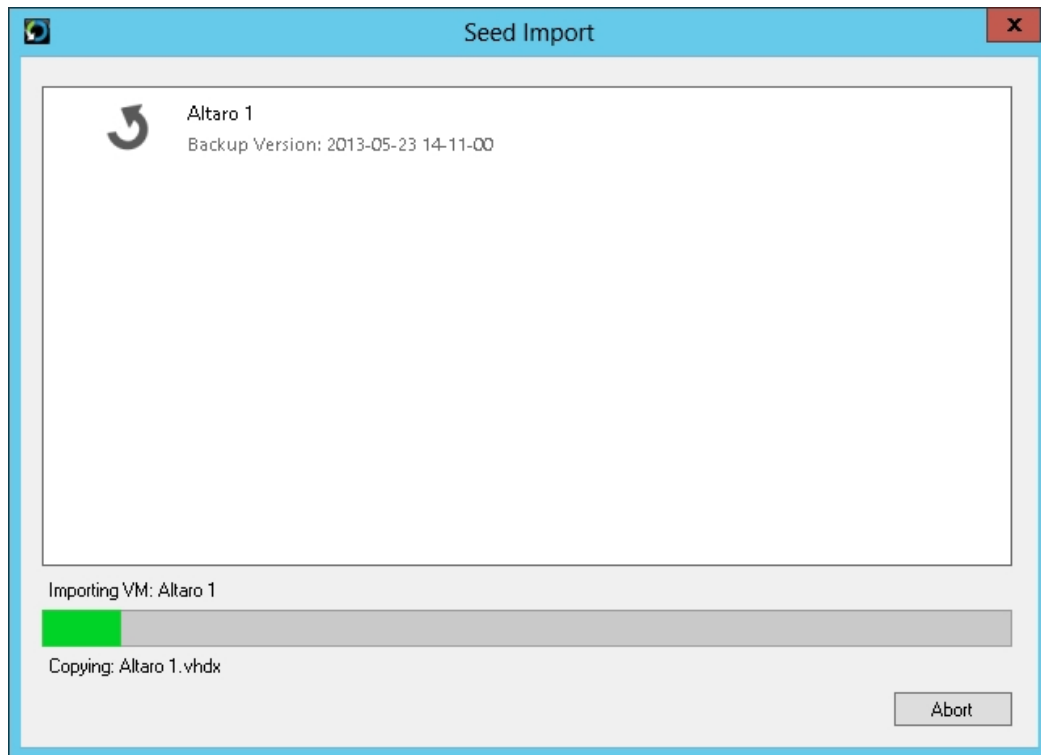 Seed Import
x
Altaro 1
Backup Version: 2013-05-23 14-11-00
Importing VM: Altaro 1
Copying: Altaro 1.vhdx
Abort